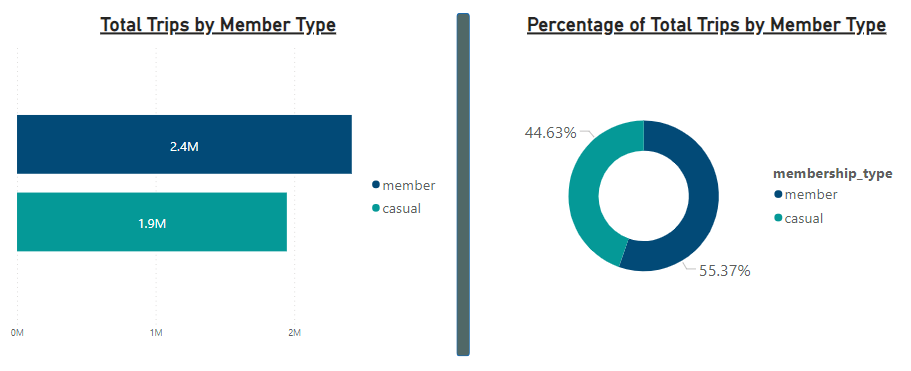 Total Trips by Member Type
2.4M
1.9M
member
casual
0M 1M 2M
Percentage of Total Trips by Member Type
44.63%
55.37%
membership_type
member
casual